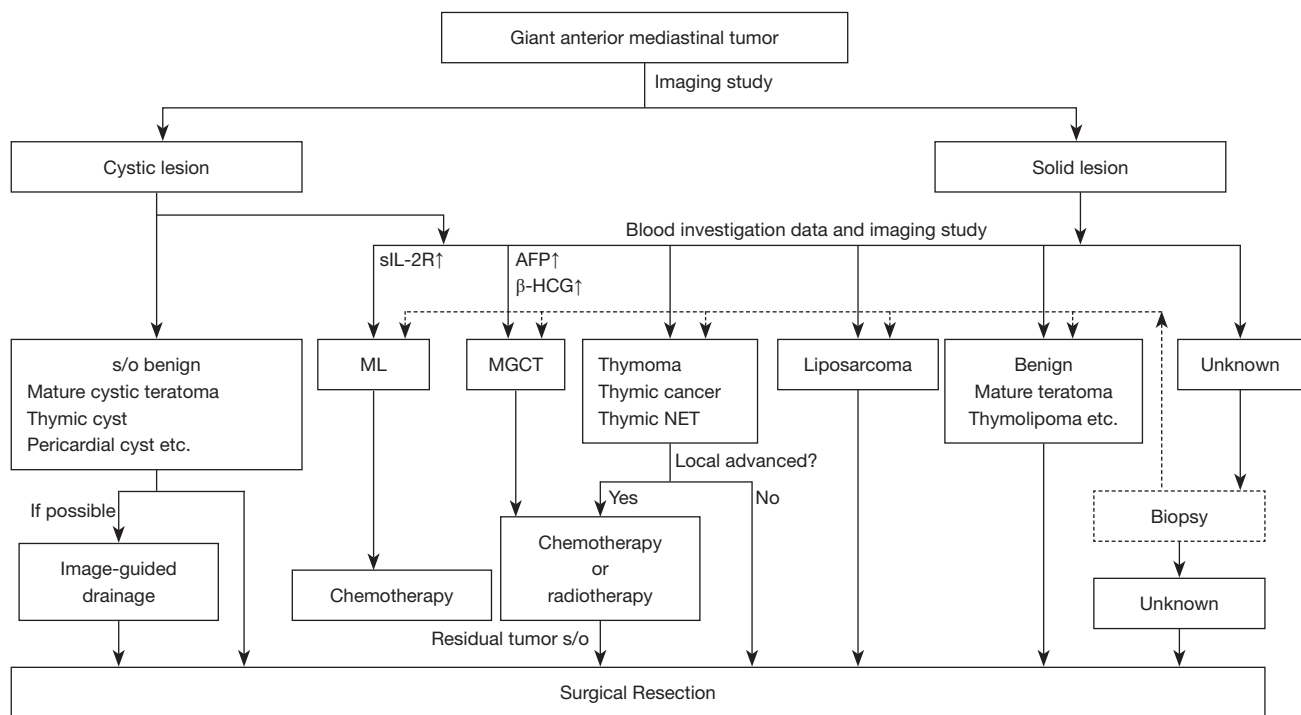 Giant anterior mediastinal tumor
Imaging study
Cystic lesion
Solid lesion
Blood investigation data and imaging study
sIL-2R↑
AFP↑
β-HCG↑
s/o benign
Mature cystic teratoma
Thymic cyst
Pericardial cyst etc.
ML
MGCT
Thymoma
Thymic cancer
Thymic NET
Liposarcoma
Benign
Mature teratoma
Thymolipoma etc.
Unknown
Local advanced?
If possible
Yes
No
Biopsy
Image-guided
drainage
Chemotherapy
Chemotherapy
or
radiotherapy
Unknown
Residual tumor s/o
Surgical Resection